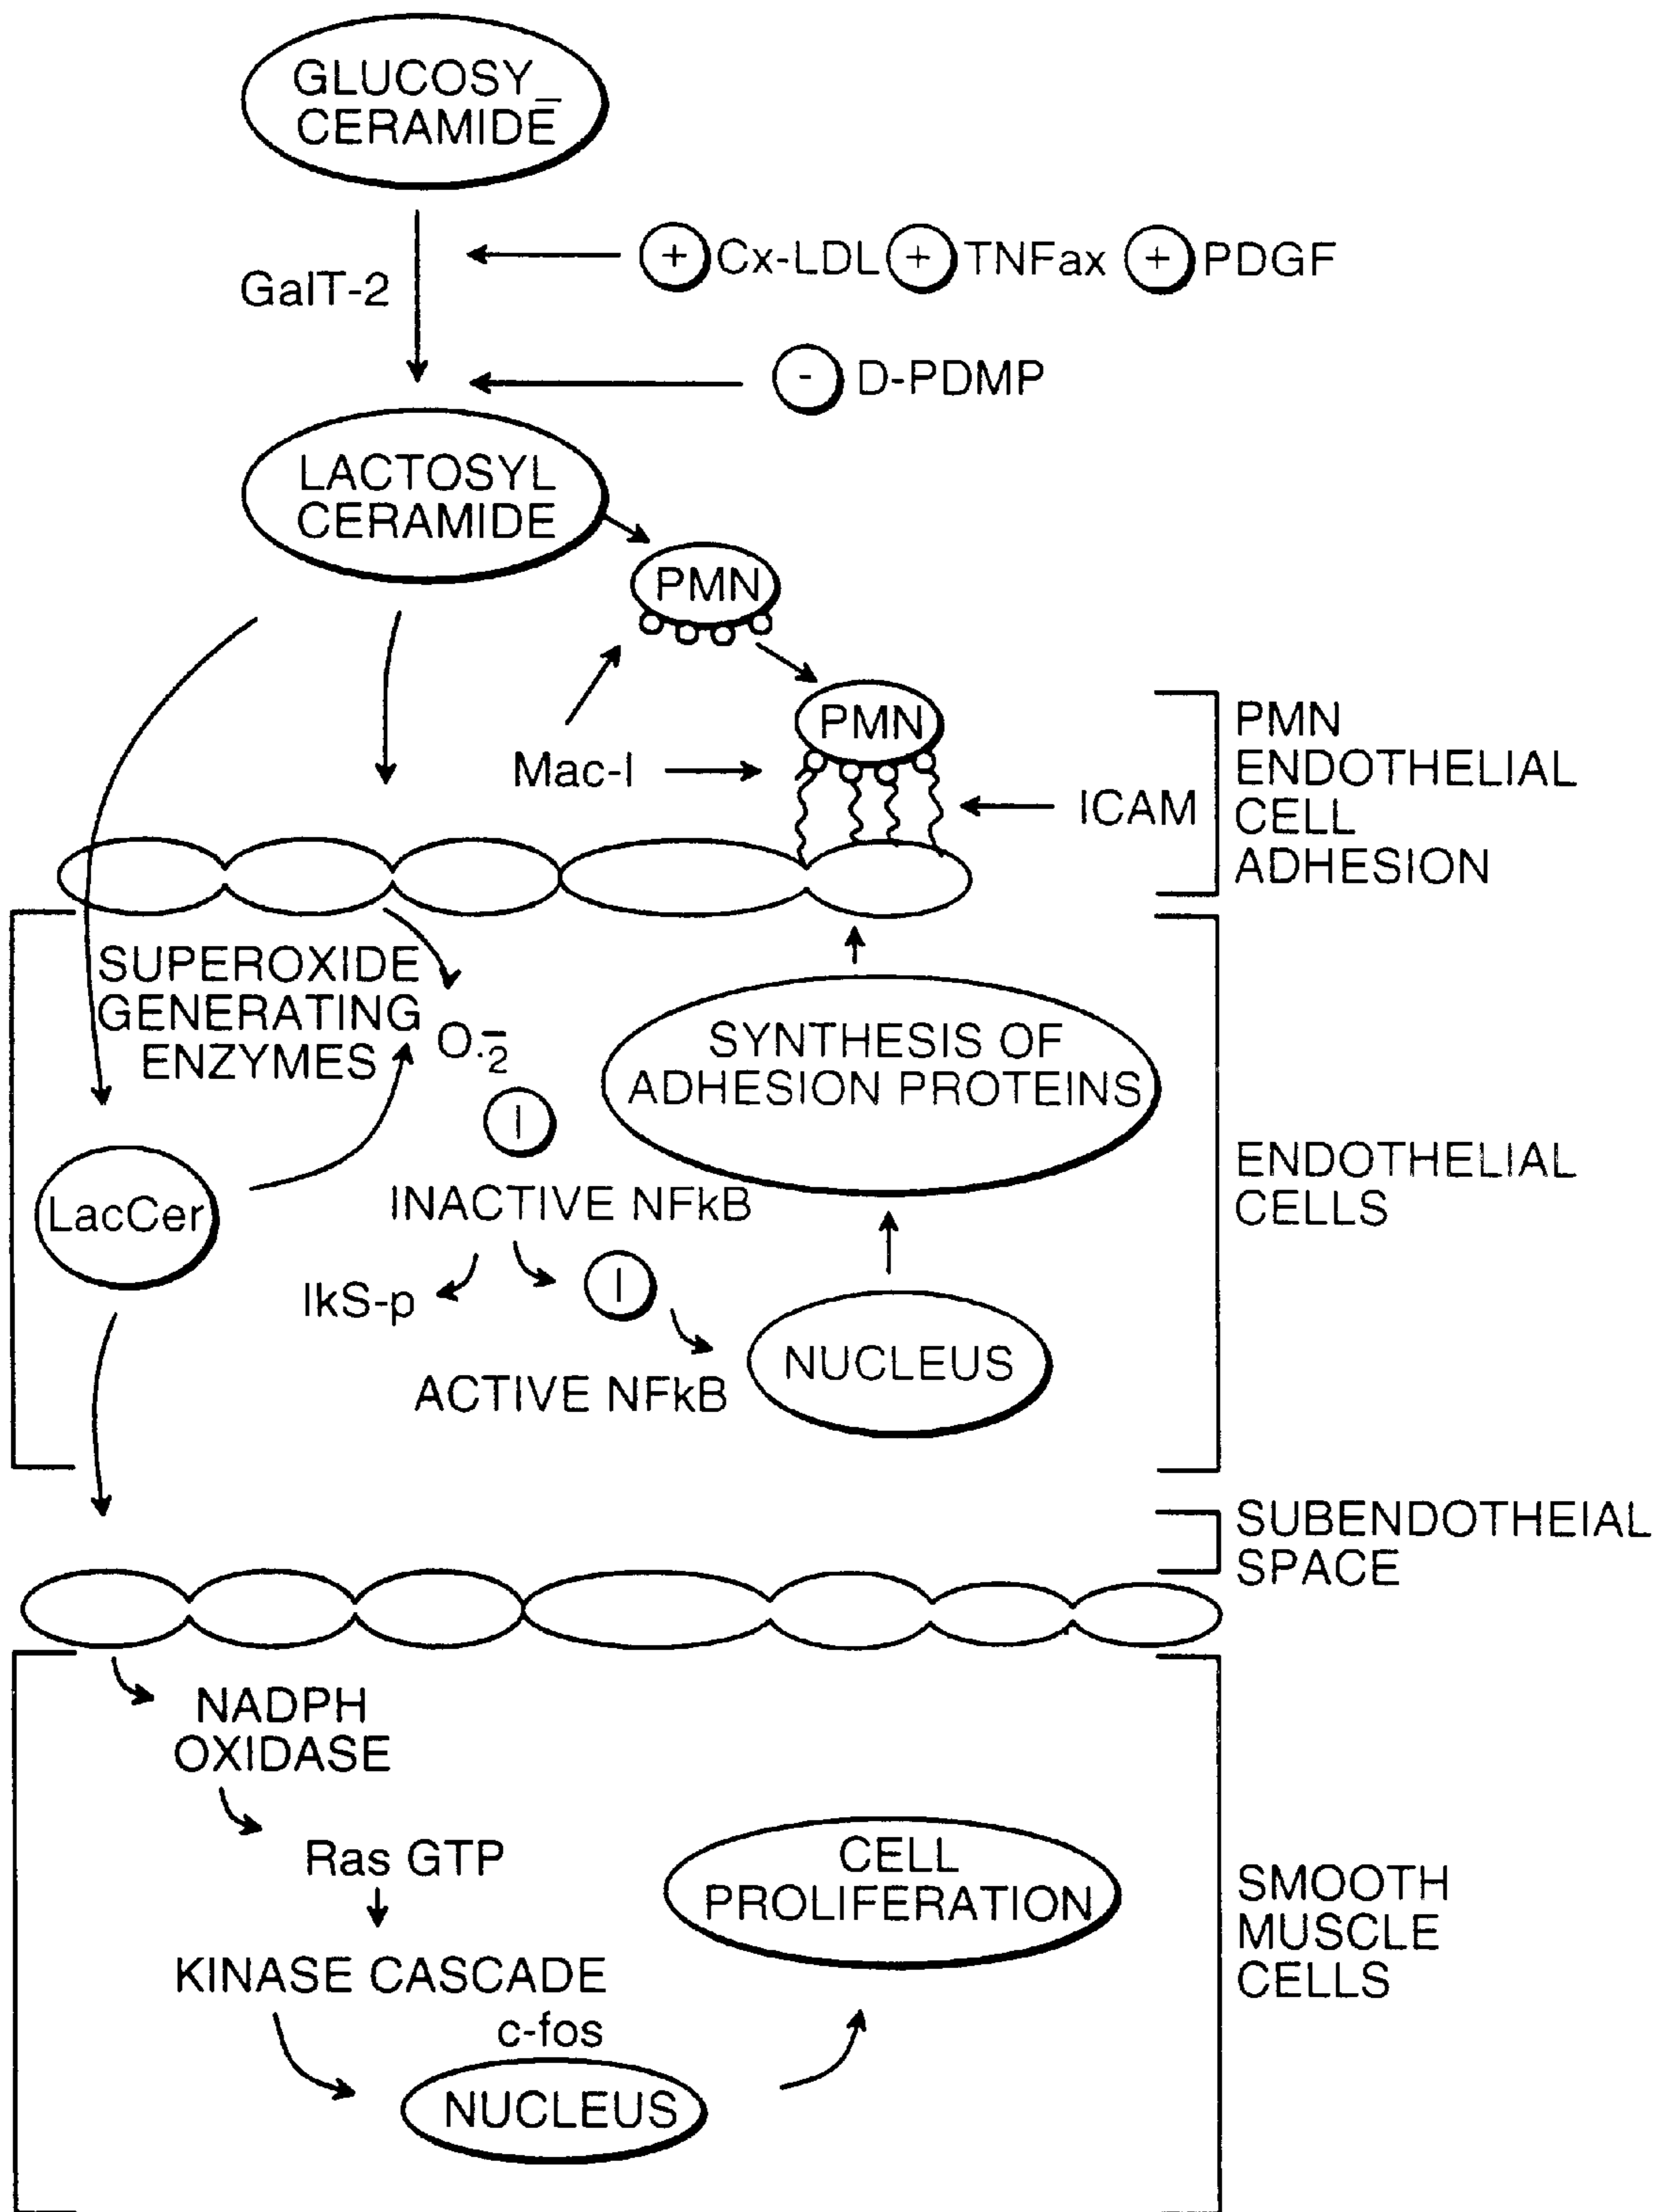 GLUCOSY_
CERAMIDE
GalT-2
+ Cx-LDL + TNFax + PDGF
- D-PDMP
LACTOSYL
CERAMIDE
PMN
PMN
Mac-I
ICAM
PMN
ENDOTHELIAL
CELL
ADHESION
SUPEROXIDE
GENERATING
ENZYMES
O·2̅
SYNTHESIS OF
ADHESION PROTEINS
I
LacCer
INACTIVE NFkB
IkS-p
I
ACTIVE NFkB
NUCLEUS
ENDOTHELIAL
CELLS
SUBENDOTHEIAL
SPACE
NADPH
OXIDASE
Ras GTP
KINASE CASCADE
c-fos
NUCLEUS
CELL
PROLIFERATION
SMOOTH
MUSCLE
CELLS